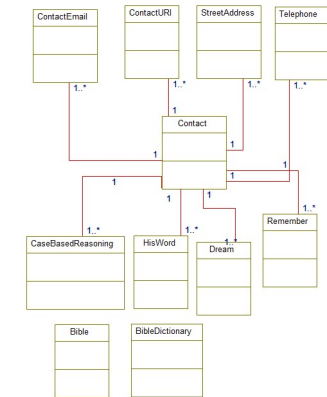 ContactEmail
ContactURI
StreetAddress
Telephone
1..*
1..*
1..*
1..*
1
Contact
1
1
1
1
1
1
1
1..*
1..*
1..*
1..*
CaseBasedReasoning
HisWord
Dream
Remember
Bible
BibleDictionary